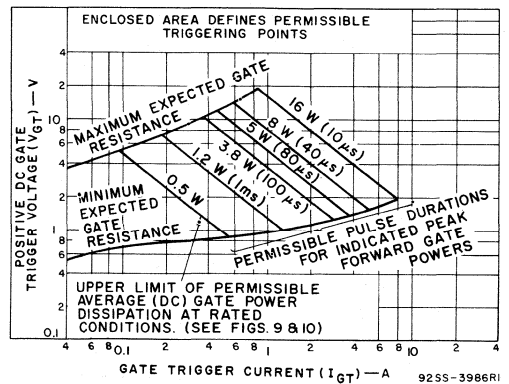 ENCLOSED AREA DEFINES PERMISSIBLE
TRIGGERING POINTS
POSITIVE DC GATE
TRIGGER VOLTAGE (VGT)—V
4
2
10
8
6
4
2
1
8
6
4
2
0.1
MAXIMUM EXPECTED GATE
RESISTANCE
16 W (10 μs)
8 W (40 μs)
5 W (80 μs)
3.8 W (100 μs)
1.2 W (1ms)
0.5 W
MINIMUM
EXPECTED
GATE
RESISTANCE
PERMISSIBLE PULSE DURATIONS
FOR INDICATED PEAK
FORWARD GATE
POWERS
UPPER LIMIT OF PERMISSIBLE
AVERAGE (DC) GATE POWER
DISSIPATION AT RATED
CONDITIONS. (SEE FIGS. 9 & 10)
4 6 8 0.1 2 4 6 8 1 2 4 6 8 10 2 4
GATE TRIGGER CURRENT (IGT)—A
92SS-3986R1